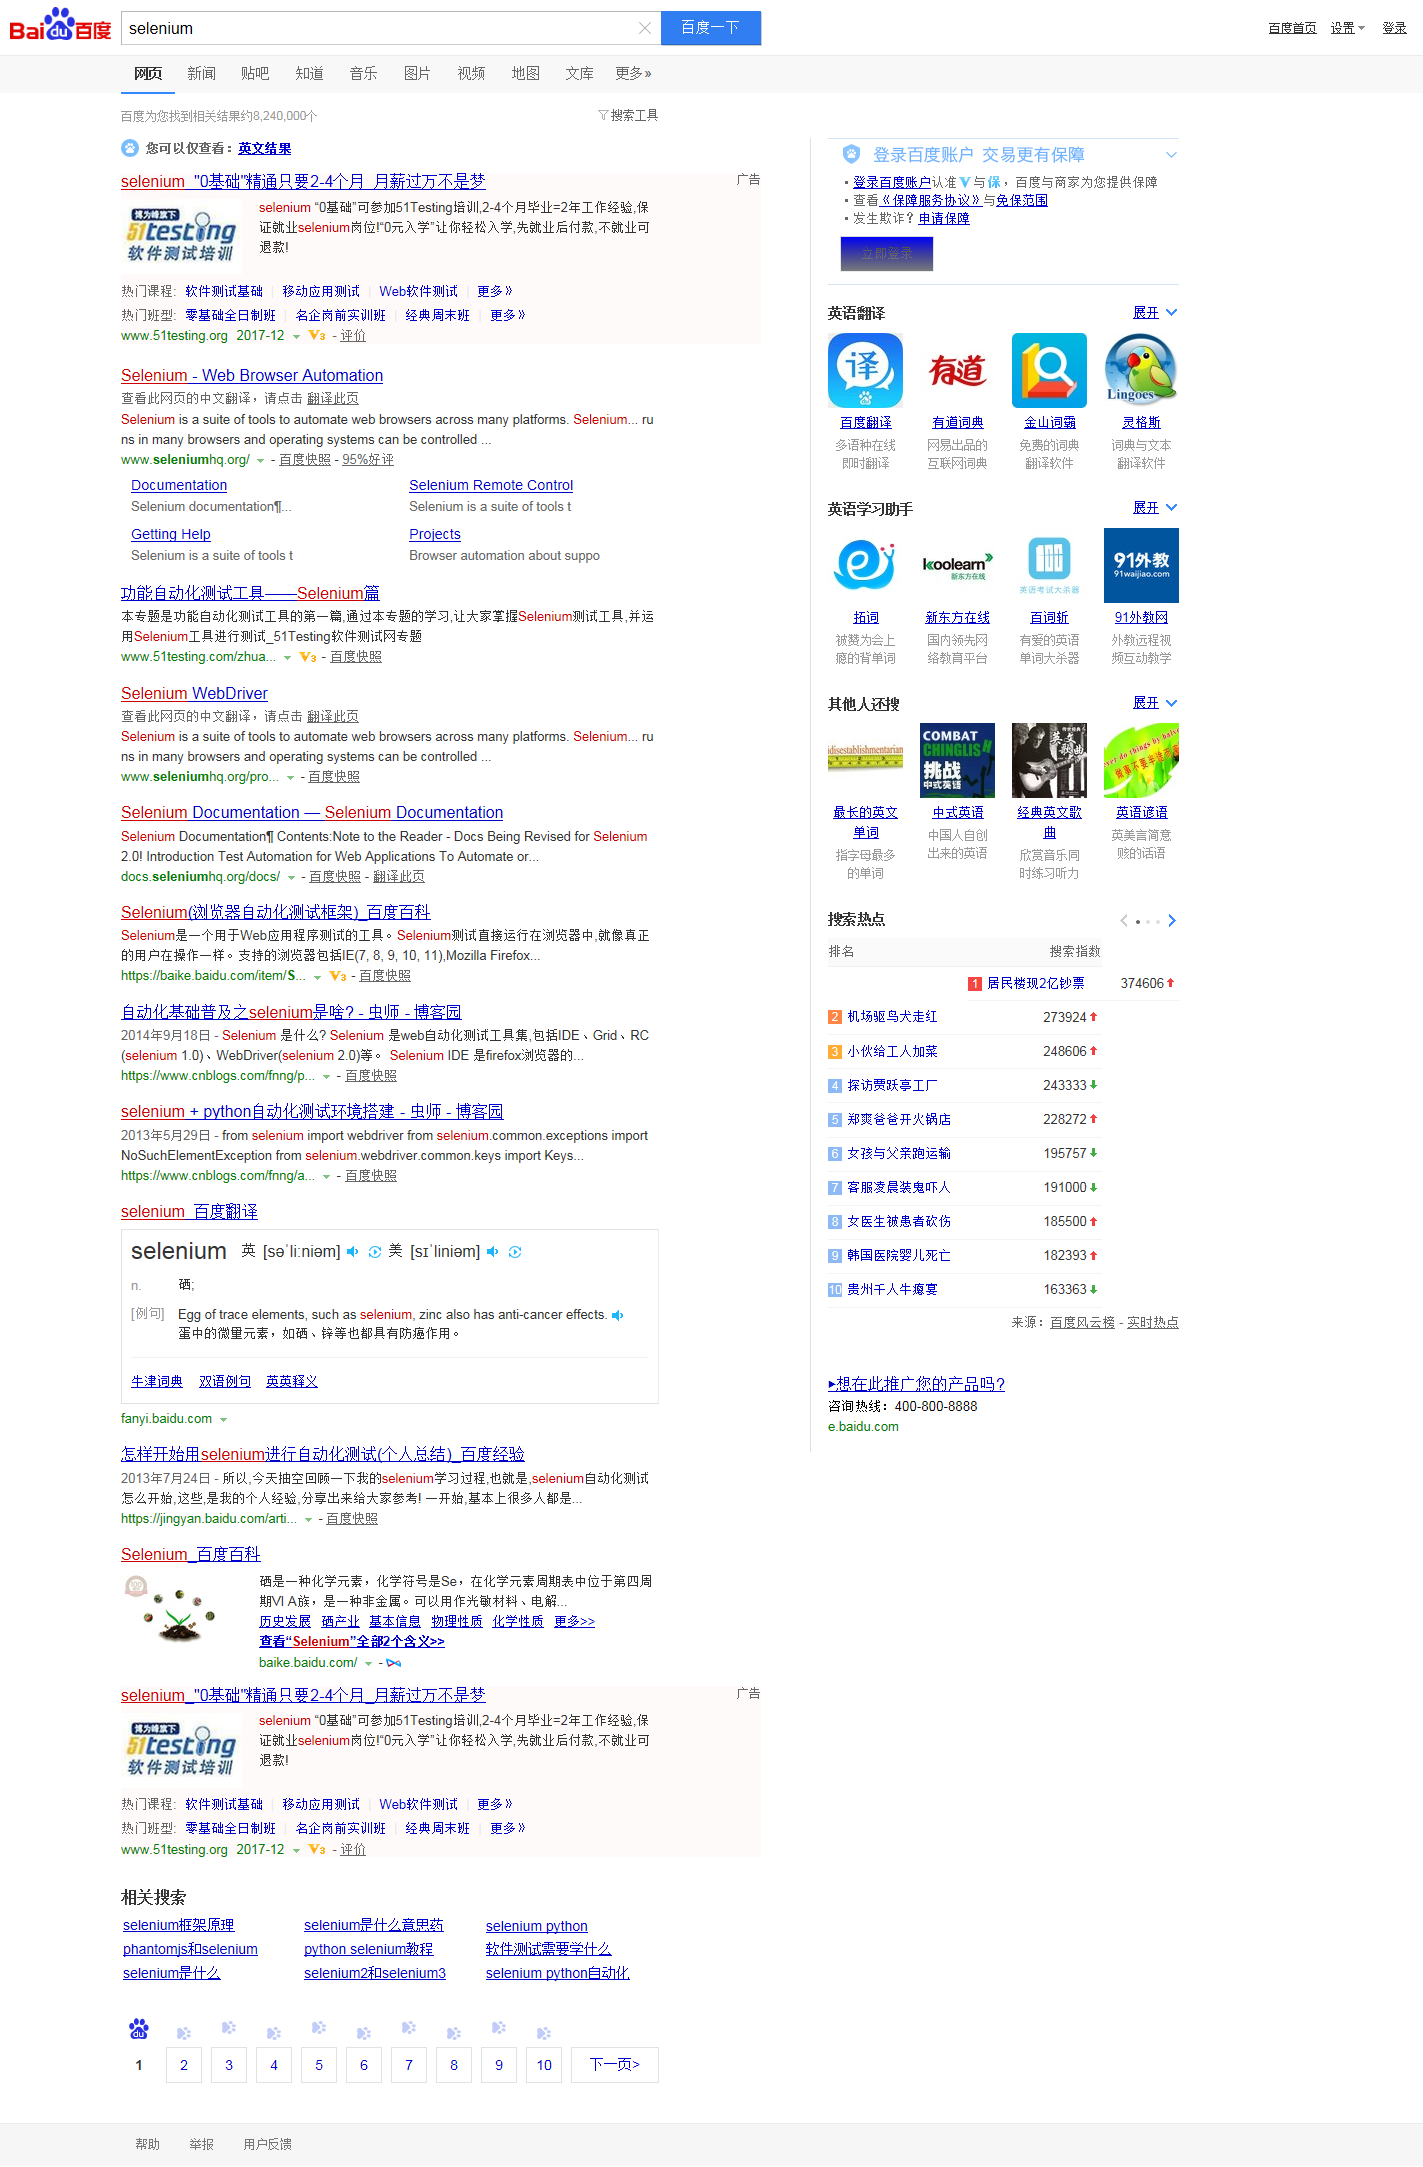 Bai du 百度
selenium
百度一下
百度首页 设置 登录
网页 新闻 贴吧 知道 音乐 图片 视频 地图 文库 更多»
百度为您找到相关结果约8,240,000个
搜索工具
您可以仅查看：英文结果
selenium_"0基础"精通只要2-4个月_月薪过万不是梦
广告
博为峰旗下
51testing
软件测试培训
selenium “0基础”可参加51Testing培训,2-4个月毕业=2年工作经验,保
证就业selenium岗位!“0元入学”让你轻松入学,先就业后付款,不就业可
退款!
热门课程: 软件测试基础 | 移动应用测试 | Web软件测试 | 更多》
热门班型: 零基础全日制班 | 名企岗前实训班 | 经典周末班 | 更多》
www.51testing.org 2017-12 V3 - 评价
Selenium - Web Browser Automation
查看此网页的中文翻译，请点击 翻译此页
Selenium is a suite of tools to automate web browsers across many platforms. Selenium... ru
ns in many browsers and operating systems can be controlled ...
www.seleniumhq.org/ - 百度快照 - 95%好评
Documentation
Selenium documentation¶...
Selenium Remote Control
Selenium is a suite of tools t
Getting Help
Selenium is a suite of tools t
Projects
Browser automation about suppo
功能自动化测试工具——Selenium篇
本专题是功能自动化测试工具的第一篇,通过本专题的学习,让大家掌握Selenium测试工具,并运
用Selenium工具进行测试_51Testing软件测试网专题
www.51testing.com/zhua... V3 - 百度快照
Selenium WebDriver
查看此网页的中文翻译，请点击 翻译此页
Selenium is a suite of tools to automate web browsers across many platforms. Selenium... ru
ns in many browsers and operating systems can be controlled ...
www.seleniumhq.org/pro... - 百度快照
Selenium Documentation — Selenium Documentation
Selenium Documentation¶ Contents:Note to the Reader - Docs Being Revised for Selenium
2.0! Introduction Test Automation for Web Applications To Automate or...
docs.seleniumhq.org/docs/ - 百度快照 - 翻译此页
Selenium(浏览器自动化测试框架)_百度百科
Selenium是一个用于Web应用程序测试的工具。Selenium测试直接运行在浏览器中,就像真正
的用户在操作一样。支持的浏览器包括IE(7, 8, 9, 10, 11),Mozilla Firefox...
https://baike.baidu.com/item/S... V3 - 百度快照
自动化基础普及之selenium是啥? - 虫师 - 博客园
2014年9月18日 - Selenium 是什么? Selenium 是web自动化测试工具集,包括IDE、Grid、RC
(selenium 1.0)、WebDriver(selenium 2.0)等。 Selenium IDE 是firefox浏览器的...
https://www.cnblogs.com/fnng/p... - 百度快照
selenium + python自动化测试环境搭建 - 虫师 - 博客园
2013年5月29日 - from selenium import webdriver from selenium.common.exceptions import
NoSuchElementException from selenium.webdriver.common.keys import Keys...
https://www.cnblogs.com/fnng/a... - 百度快照
selenium_百度翻译
selenium 英 [səˈliːniəm] 美 [sɪˈliniəm]
n. 硒;
[例句] Egg of trace elements, such as selenium, zinc also has anti-cancer effects.
蛋中的微量元素，如硒、锌等也都具有防癌作用。
牛津词典 双语例句 英英释义
fanyi.baidu.com
怎样开始用selenium进行自动化测试(个人总结)_百度经验
2013年7月24日 - 所以,今天抽空回顾一下我的selenium学习过程,也就是,selenium自动化测试
怎么开始,这些,是我的个人经验,分享出来给大家参考! 一开始,基本上很多人都是...
https://jingyan.baidu.com/arti... - 百度快照
Selenium_百度百科
硒是一种化学元素，化学符号是Se，在化学元素周期表中位于第四周
期VI A族，是一种非金属。可以用作光敏材料、电解...
历史发展 硒产业 基本信息 物理性质 化学性质 更多>>
查看“Selenium”全部2个含义>>
baike.baidu.com/ -
selenium_"0基础"精通只要2-4个月_月薪过万不是梦
广告
博为峰旗下
51testing
软件测试培训
selenium “0基础”可参加51Testing培训,2-4个月毕业=2年工作经验,保
证就业selenium岗位!“0元入学”让你轻松入学,先就业后付款,不就业可
退款!
热门课程: 软件测试基础 | 移动应用测试 | Web软件测试 | 更多》
热门班型: 零基础全日制班 | 名企岗前实训班 | 经典周末班 | 更多》
www.51testing.org 2017-12 V3 - 评价
相关搜索
selenium框架原理 selenium是什么意思药 selenium python
phantomjs和selenium python selenium教程 软件测试需要学什么
selenium是什么 selenium2和selenium3 selenium python自动化
du
1 2 3 4 5 6 7 8 9 10 下一页>
登录百度账户 交易更有保障
登录百度账户认准V与保，百度与商家为您提供保障
查看《保障服务协议》与免保范围
发生欺诈？申请保障
立即登录
英语翻译 展开
译
有道
Lingoes
百度翻译 有道词典 金山词霸 灵格斯
多语种在线 网易出品的 免费的词典 词典与文本
即时翻译 互联网词典 翻译软件 翻译软件
英语学习助手 展开
koolearn
新东方在线
英语考试大杀器
91外教
91waijiao.com
拓词 新东方在线 百词斩 91外教网
被赞为会上 国内领先网 有爱的英语 外教远程视
瘾的背单词 络教育平台 单词大杀器 频互动教学
其他人还搜 展开
idisestablishmentarian
COMBAT
CHINGLISH
挑战
中式英语
英文歌曲
ver do things by halve
做事不要半途而废
最长的英文单词 中式英语 经典英文歌曲 英语谚语
指字母最多的单词 中国人自创出来的英语 欣赏音乐同时练习听力 英美言简意赅的话语
搜索热点
排名 搜索指数
1 居民楼现2亿钞票 374606
2 机场驱鸟犬走红 273924
3 小伙给工人加菜 248606
4 探访贾跃亭工厂 243333
5 郑爽爸爸开火锅店 228272
6 女孩与父亲跑运输 195757
7 客服凌晨装鬼吓人 191000
8 女医生被患者砍伤 185500
9 韩国医院婴儿死亡 182393
10 贵州千人牛瘪宴 163363
来源：百度风云榜 - 实时热点
▸想在此推广您的产品吗?
咨询热线：400-800-8888
e.baidu.com
帮助 举报 用户反馈